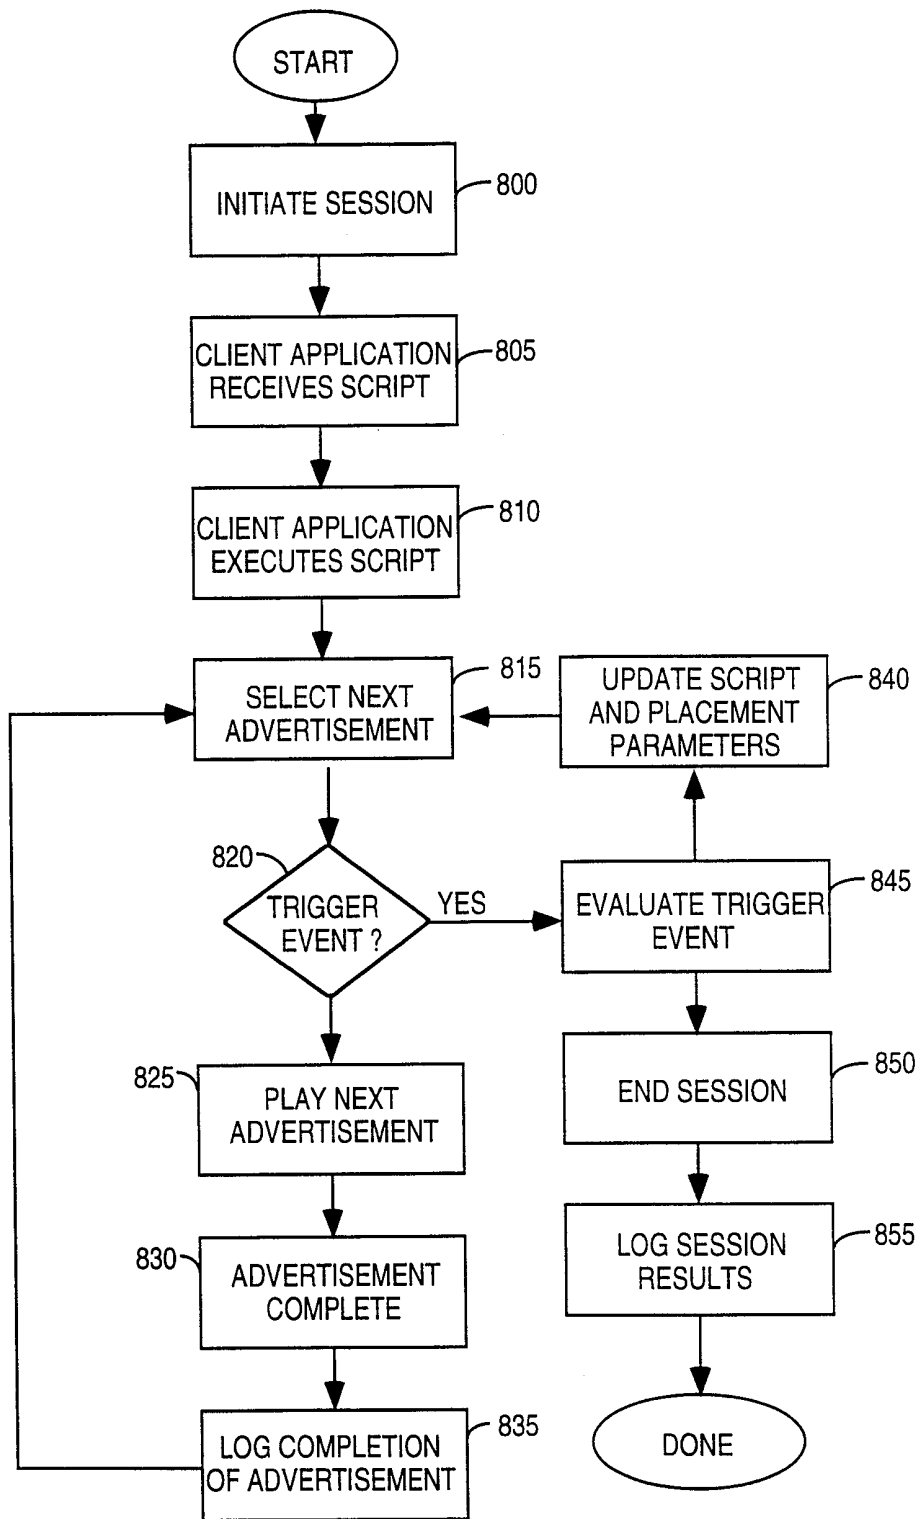 START
INITIATE SESSION
800
CLIENT APPLICATION
RECEIVES SCRIPT
805
CLIENT APPLICATION
EXECUTES SCRIPT
810
SELECT NEXT
ADVERTISEMENT
815
UPDATE SCRIPT
AND PLACEMENT
PARAMETERS
840
820
TRIGGER
EVENT ?
YES
EVALUATE TRIGGER
EVENT
845
825
PLAY NEXT
ADVERTISEMENT
END SESSION
850
830
ADVERTISEMENT
COMPLETE
LOG SESSION
RESULTS
855
LOG COMPLETION
OF ADVERTISEMENT
835
DONE